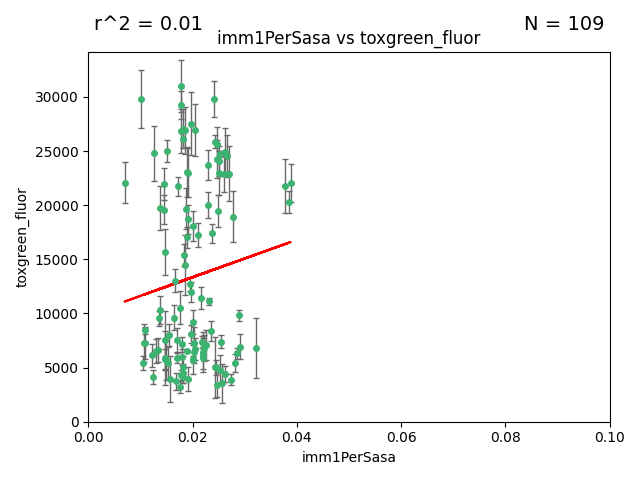 r^2 = 0.01
N = 109
imm1PerSasa vs toxgreen_fluor
toxgreen_fluor
30000
25000
20000
15000
10000
5000
0
0.00 0.02 0.04 0.06 0.08 0.10
imm1PerSasa